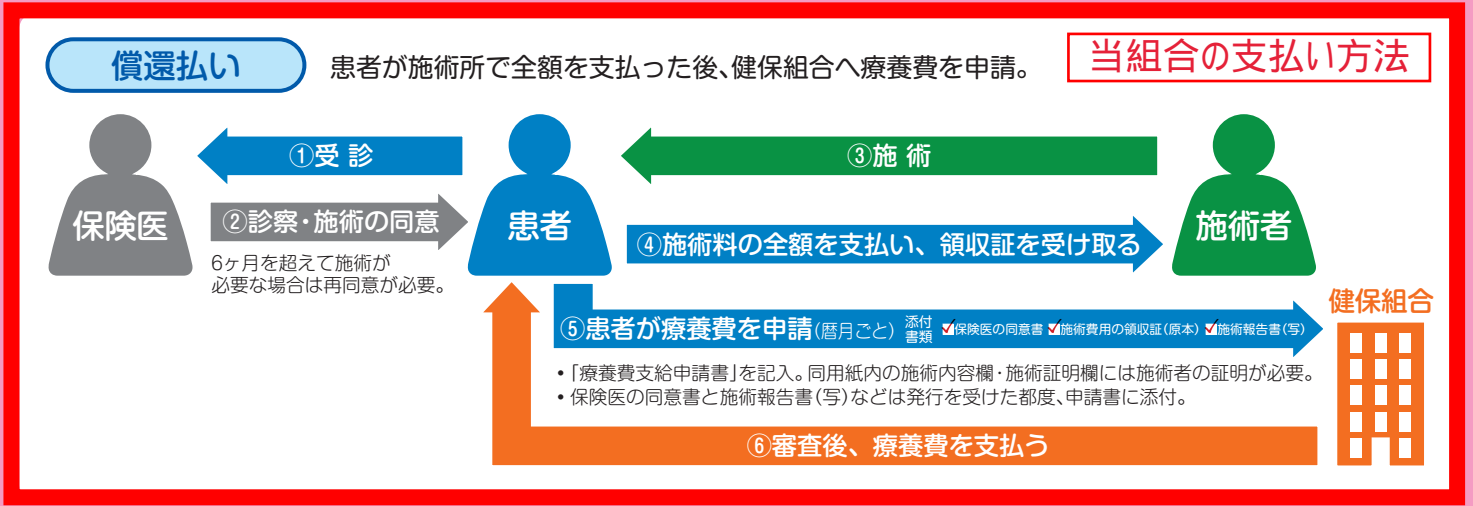 償還払い
患者が施術所で全額を支払った後、健保組合へ療養費を申請。
当組合の支払い方法
①受 診
③施 術
保険医
②診察・施術の同意
患者
施術者
④施術料の全額を支払い、領収証を受け取る
6ヶ月を超えて施術が
必要な場合は再同意が必要。
健保組合
⑤患者が療養費を申請(暦月ごと) 添付書類 保険医の同意書 施術費用の領収証(原本) 施術報告書(写)
•「療養費支給申請書」を記入。同用紙内の施術内容欄・施術証明欄には施術者の証明が必要。
•保険医の同意書と施術報告書(写)などは発行を受けた都度、申請書に添付。
⑥審査後、療養費を支払う